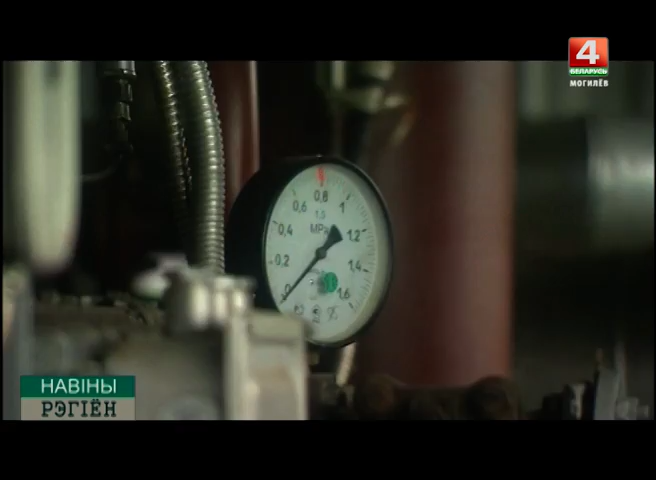 4
БЕЛАРУСЬ
МОГИЛЁВ
0,8
0,6
1
1,5
0,4
MPa
1,2
0,2
1,4
0
1,6
НАВІНЫ
РЭГІЁН